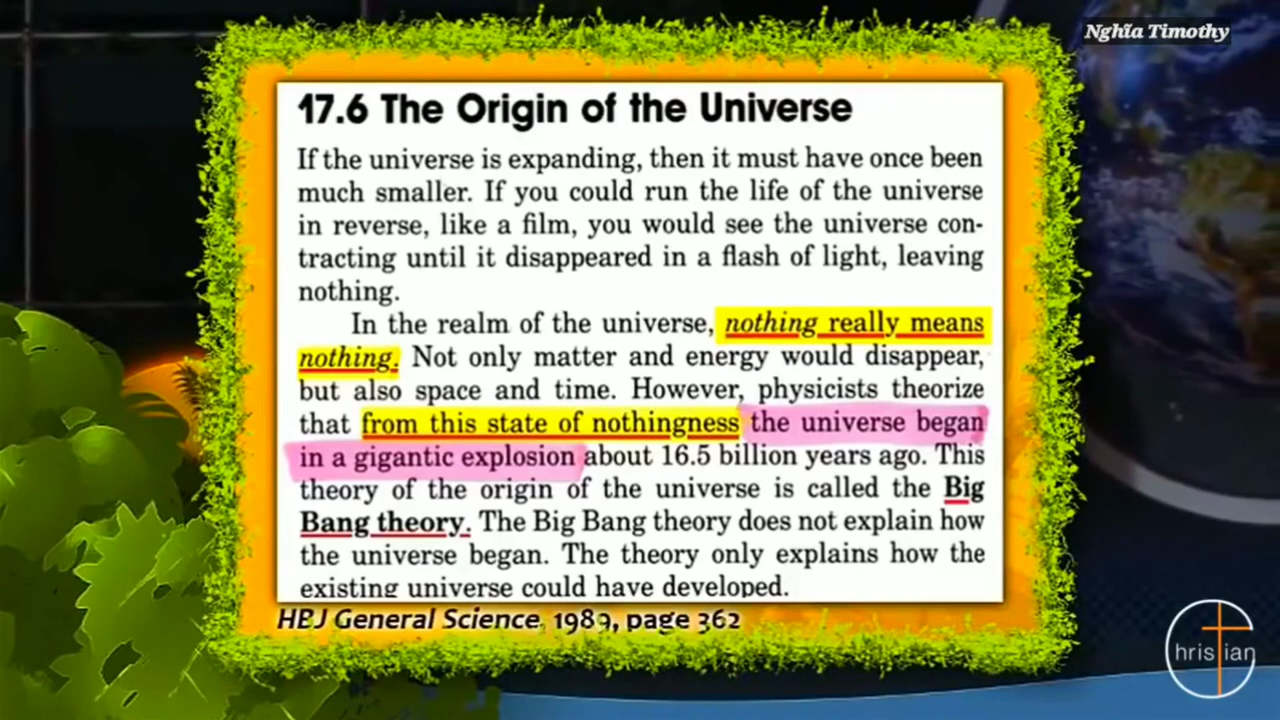 Nghĩa Timothy
17.6 The Origin of the Universe
If the universe is expanding, then it must have once been
much smaller. If you could run the life of the universe
in reverse, like a film, you would see the universe con-
tracting until it disappeared in a flash of light, leaving
nothing.
In the realm of the universe, nothing really means
nothing. Not only matter and energy would disappear,
but also space and time. However, physicists theorize
that from this state of nothingness the universe began
in a gigantic explosion about 16.5 billion years ago. This
theory of the origin of the universe is called the Big
Bang theory. The Big Bang theory does not explain how
the universe began. The theory only explains how the
existing universe could have developed.
HBJ General Science, 1989, page 362
Christian